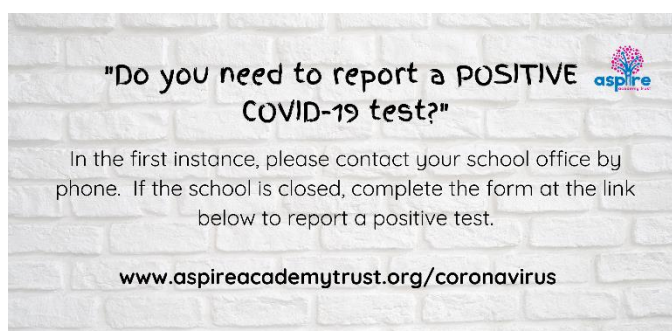 "Do you need to report a POSITIVE
COVID-19 test?"
aspire
academy trust
In the first instance, please contact your school office by
phone. If the school is closed, complete the form at the link
below to report a positive test.
www.aspireacademytrust.org/coronavirus